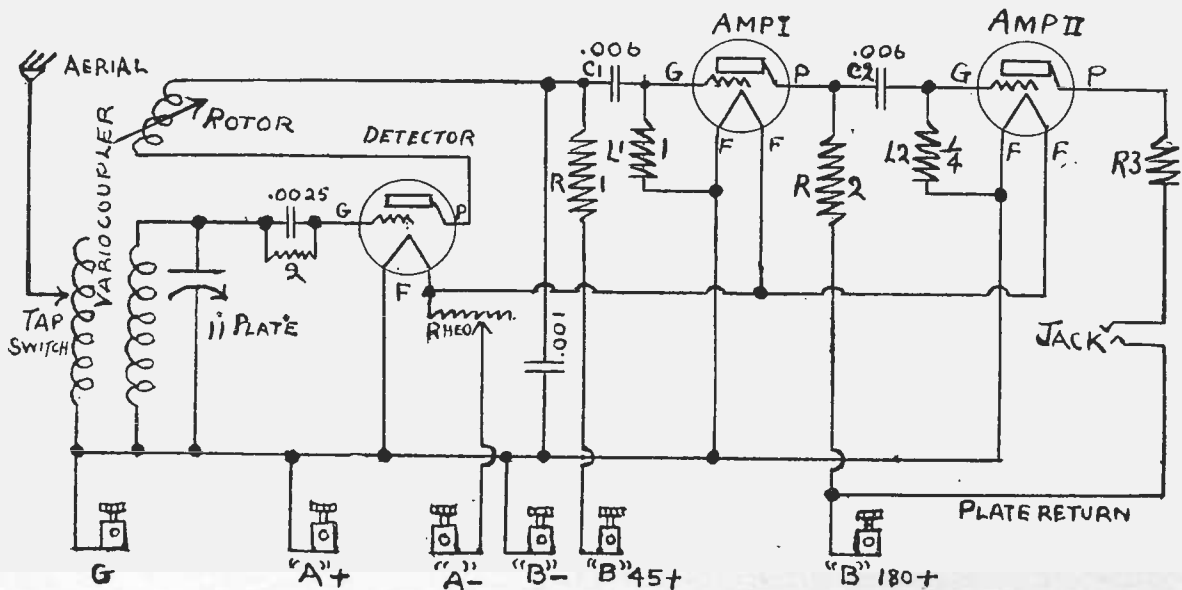 AMP I
AMP II
AERIAL
.006
C1
G
P
.006
C2
G
P
ROTOR
VARIOCOUPLER
DETECTOR
R
1
L1
1
F
F
R
2
L2
1/4
F
F
R3
.0025
G
P
2
F
TAP
SWITCH
11 PLATE
RHEO
.001
JACK
PLATE RETURN
G
"A"+
"A"-
"B"-
"B" 45+
"B" 180+